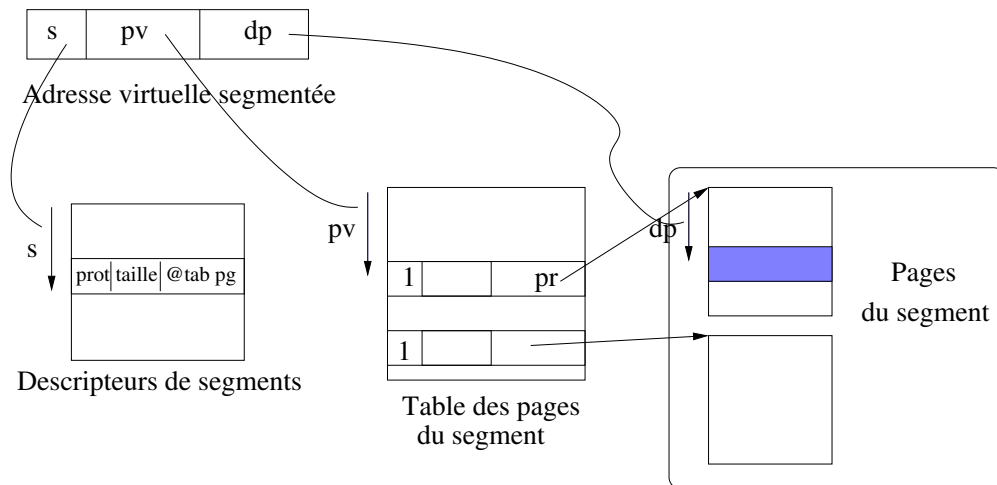 s pv dp
Adresse virtuelle segmentée
s
prot taille @tab pg
Descripteurs de segments
pv
1 pr
1
Table des pages
du segment
dp
Pages
du segment